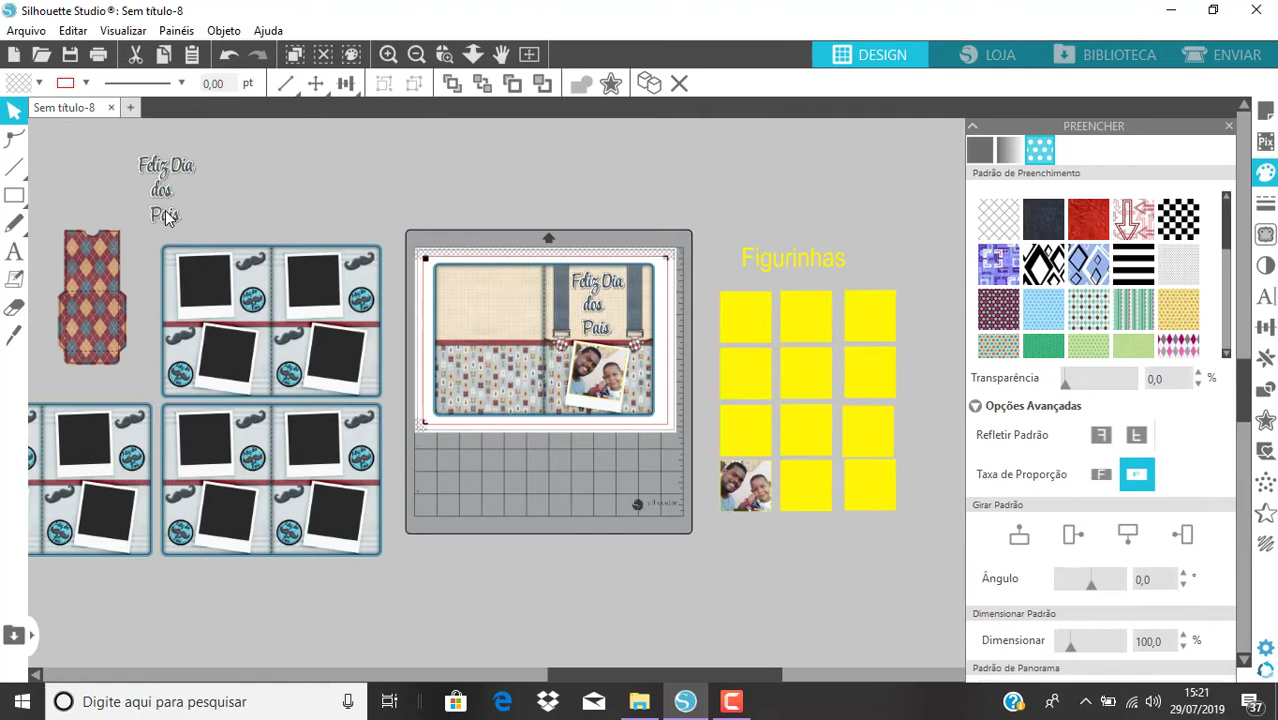 Silhouette Studio®: Sem título-8
Arquivo Editar Visualizar Painéis Objeto Ajuda
DESIGN LOJA BIBLIOTECA ENVIAR
0,00 pt
Sem título-8
PREENCHER
Pix
Padrão de Preenchimento
Feliz Dia
dos
Pais
Figurinhas
Feliz Dia
dos
Pais
Transparência 0,0 %
Opções Avançadas
Refletir Padrão
Taxa de Proporção
Girar Padrão
silhouette
Ângulo 0,0 °
Dimensionar Padrão
Dimensionar 100,0 %
Padrão de Panorama
Digite aqui para pesquisar
15:21
29/07/2019
37